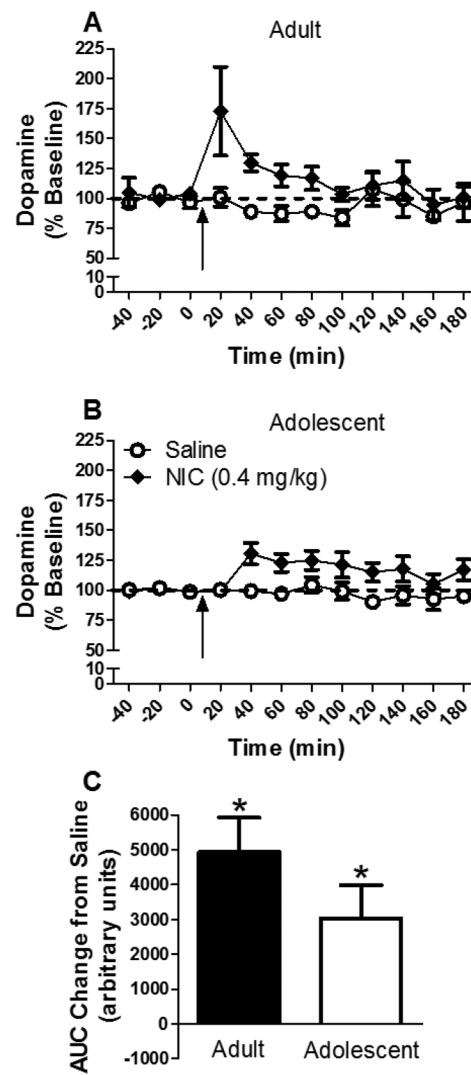 A
Adult
Dopamine
(% Baseline)
225
200
175
150
125
100
75
50
10
0
-40 -20 0 20 40 60 80 100 120 140 160 180
Time (min)
B
Adolescent
Saline
NIC (0.4 mg/kg)
Dopamine
(% Baseline)
225
200
175
150
125
100
75
50
10
0
-40 -20 0 20 40 60 80 100 120 140 160 180
Time (min)
C
AUC Change from Saline
(arbitrary units)
6000
5000
4000
3000
2000
1000
0
-1000
* *
Adult Adolescent